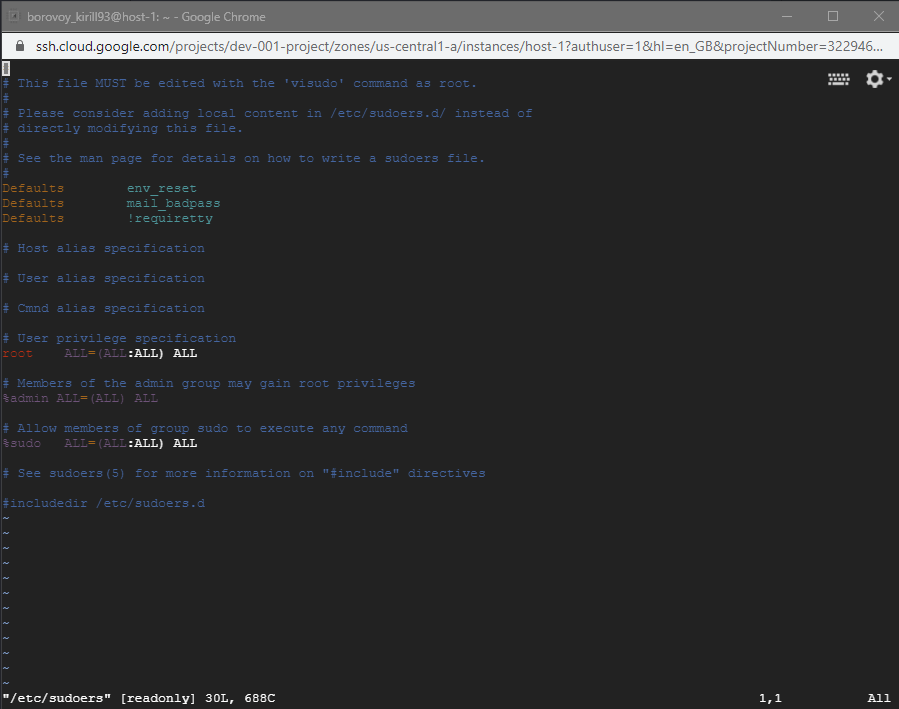 borovoy_kirill93@host-1: ~ - Google Chrome
ssh.cloud.google.com/projects/dev-001-project/zones/us-central1-a/instances/host-1?authuser=1&hl=en_GB&projectNumber=322946...
#
# This file MUST be edited with the 'visudo' command as root.
#
# Please consider adding local content in /etc/sudoers.d/ instead of
# directly modifying this file.
#
# See the man page for details on how to write a sudoers file.
#
Defaults        env_reset
Defaults        mail_badpass
Defaults        !requiretty
# Host alias specification
# User alias specification
# Cmnd alias specification
# User privilege specification
root    ALL=(ALL:ALL) ALL
# Members of the admin group may gain root privileges
%admin ALL=(ALL) ALL
# Allow members of group sudo to execute any command
%sudo   ALL=(ALL:ALL) ALL
# See sudoers(5) for more information on "#include" directives
#includedir /etc/sudoers.d
~
~
~
~
~
~
~
~
~
~
~
~
"/etc/sudoers" [readonly] 30L, 688C 1,1 All